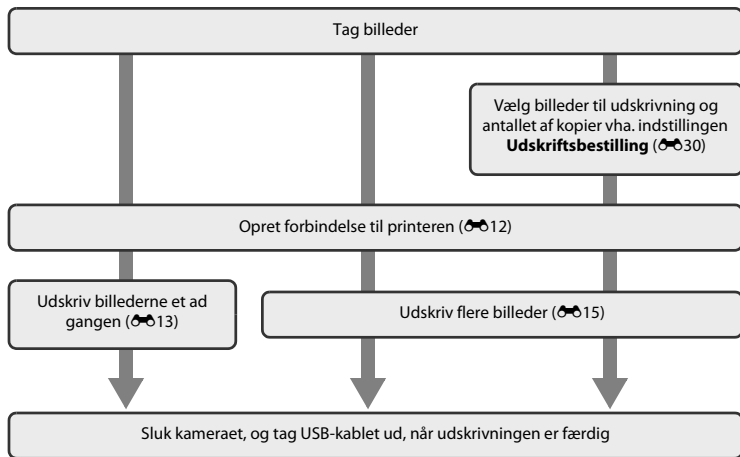 Tag billeder
Vælg billeder til udskrivning og
antallet af kopier vha. indstillingen
Udskriftsbestilling (30)
Opret forbindelse til printeren (12)
Udskriv billederne et ad
gangen (13)
Udskriv flere billeder (15)
Sluk kameraet, og tag USB-kablet ud, når udskrivningen er færdig